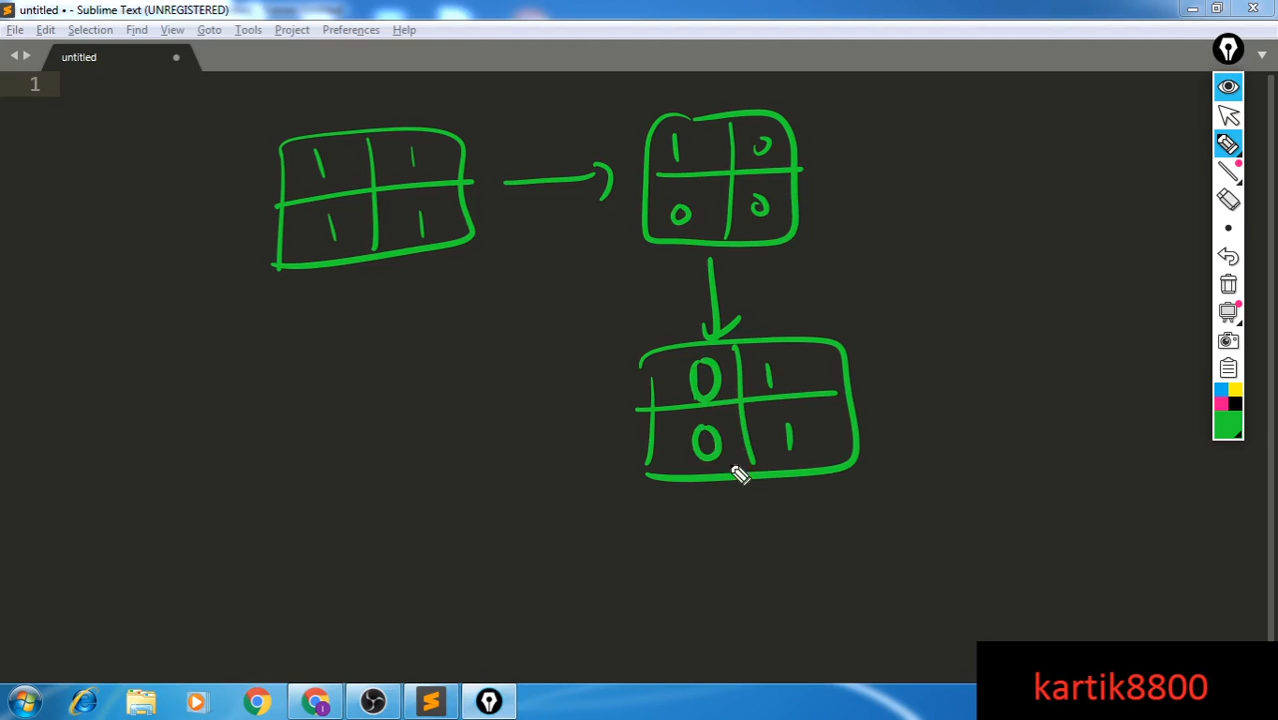 untitled • - Sublime Text (UNREGISTERED)
File Edit Selection Find View Goto Tools Project Preferences Help
untitled
1
1 1
1 1
1 0
0 0
0 1
0 1
kartik8800